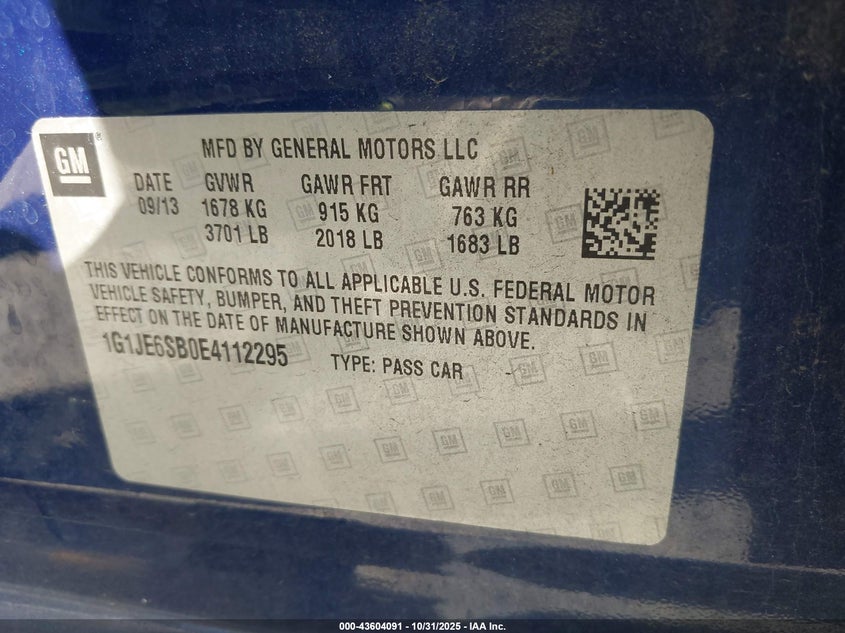 GM
MFD BY GENERAL MOTORS LLC
DATE GVWR GAWR FRT GAWR RR
09/13 1678 KG 915 KG 763 KG
3701 LB 2018 LB 1683 LB
THIS VEHICLE CONFORMS TO ALL APPLICABLE U.S. FEDERAL MOTOR
VEHICLE SAFETY, BUMPER, AND THEFT PREVENTION STANDARDS IN
EFFECT ON THE DATE OF MANUFACTURE SHOWN ABOVE.
1G1JE6SB0E4112295 TYPE: PASS CAR
000-43604091 - 10/31/2025 - IAA Inc.